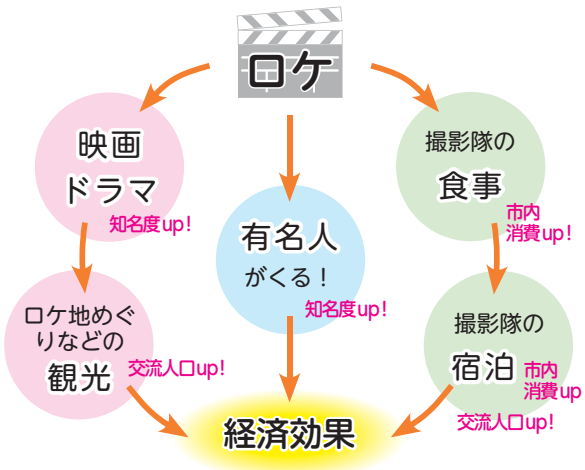 ロケ
映画
ドラマ
知名度up!
ロケ地めぐ
りなどの
観光
交流人口up!
有名人
がくる！
知名度up!
撮影隊の
食事
市内
消費up!
撮影隊の
宿泊
市内
消費up
交流人口up!
経済効果